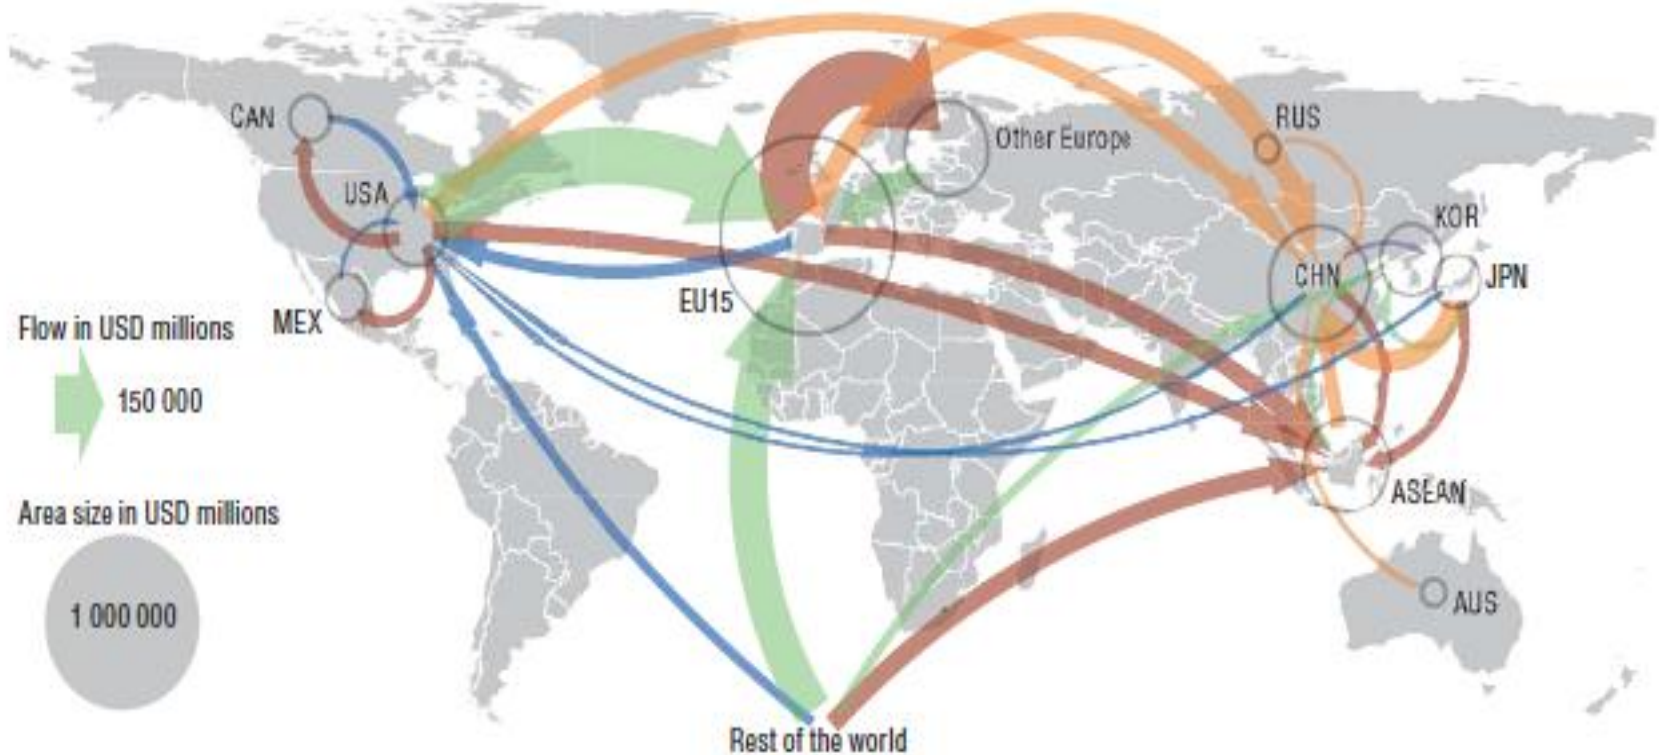 CAN
RUS
Other Europe
USA
KOR
CHN
JPN
EU15
MEX
Flow in USD millions
150 000
ASEAN
Area size in USD millions
1 000 000
AUS
Rest of the world